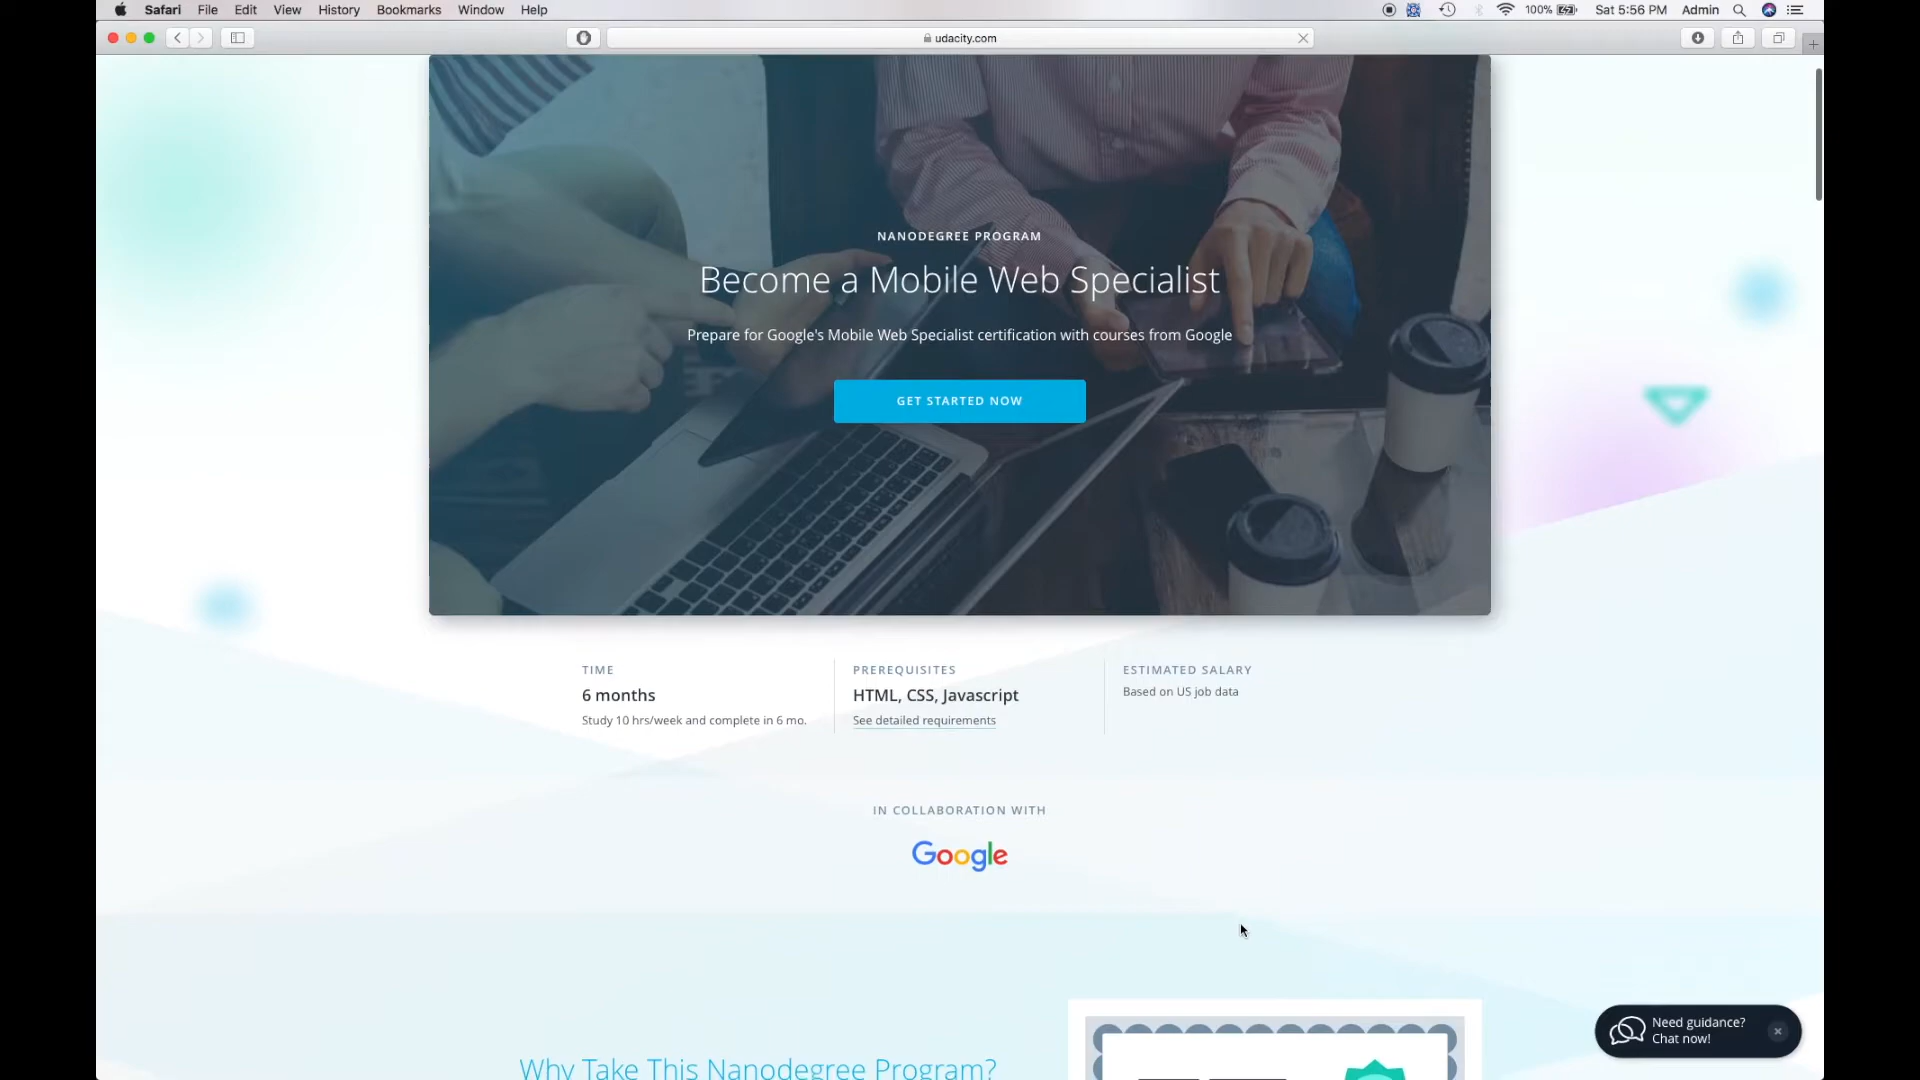 Safari File Edit View History Bookmarks Window Help
100% Sat 5:56 PM Admin
udacity.com
NANODEGREE PROGRAM
Become a Mobile Web Specialist
Prepare for Google's Mobile Web Specialist certification with courses from Google
GET STARTED NOW
TIME
6 months
Study 10 hrs/week and complete in 6 mo.
PREREQUISITES
HTML, CSS, Javascript
See detailed requirements
ESTIMATED SALARY
Based on US job data
IN COLLABORATION WITH
Google
Why Take This Nanodegree Program?
Need guidance?
Chat now!